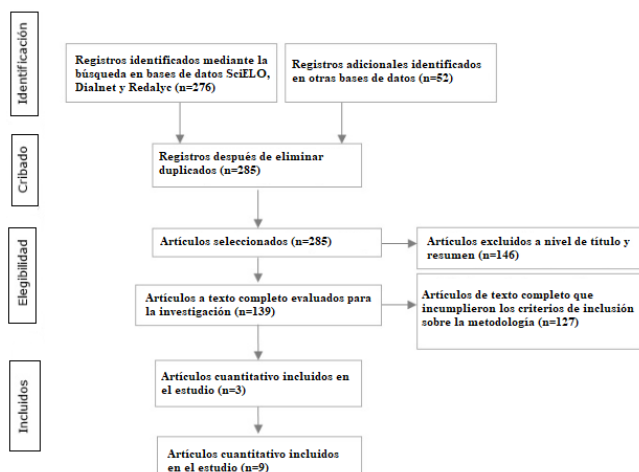 Identificación
Registros identificados mediante la
búsqueda en bases de datos SciELO,
Dialnet y Redalyc
(n=276)
Registros adicionales identificados
en otras bases de datos (n=52)
Cribado
Registros después de eliminar
duplicados (n=285)
Elegibilidad
Artículos seleccionados (n=285)
Artículos excluidos a nivel de título y
resumen (n=146)
Artículos a texto completo evaluados para
la investigación (n=139)
Artículos de texto completo que
incumplieron los criterios de inclusión
sobre la metodología (n=127)
Incluidos
Artículos cuantitativo incluidos en
el estudio (n=3)
Artículos cuantitativo incluidos
en el estudio (n=9)